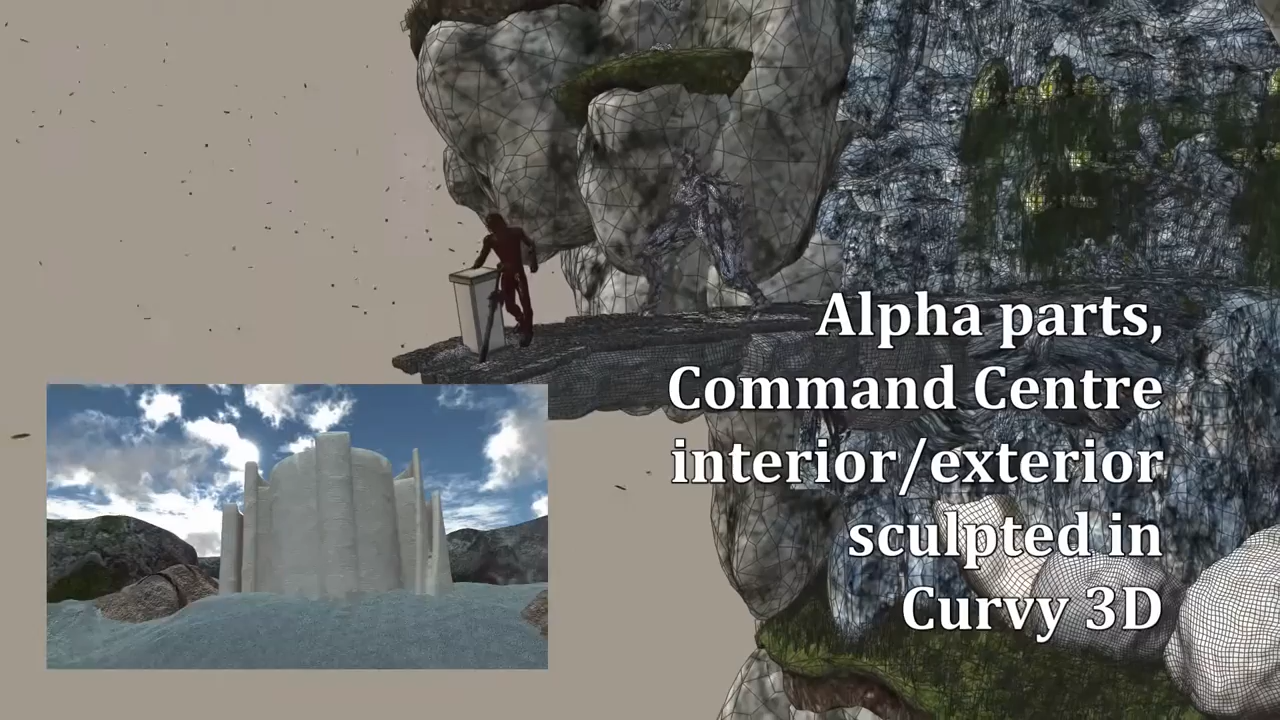 Alpha parts,
Command Centre
interior/exterior
sculpted in
Curvy 3D